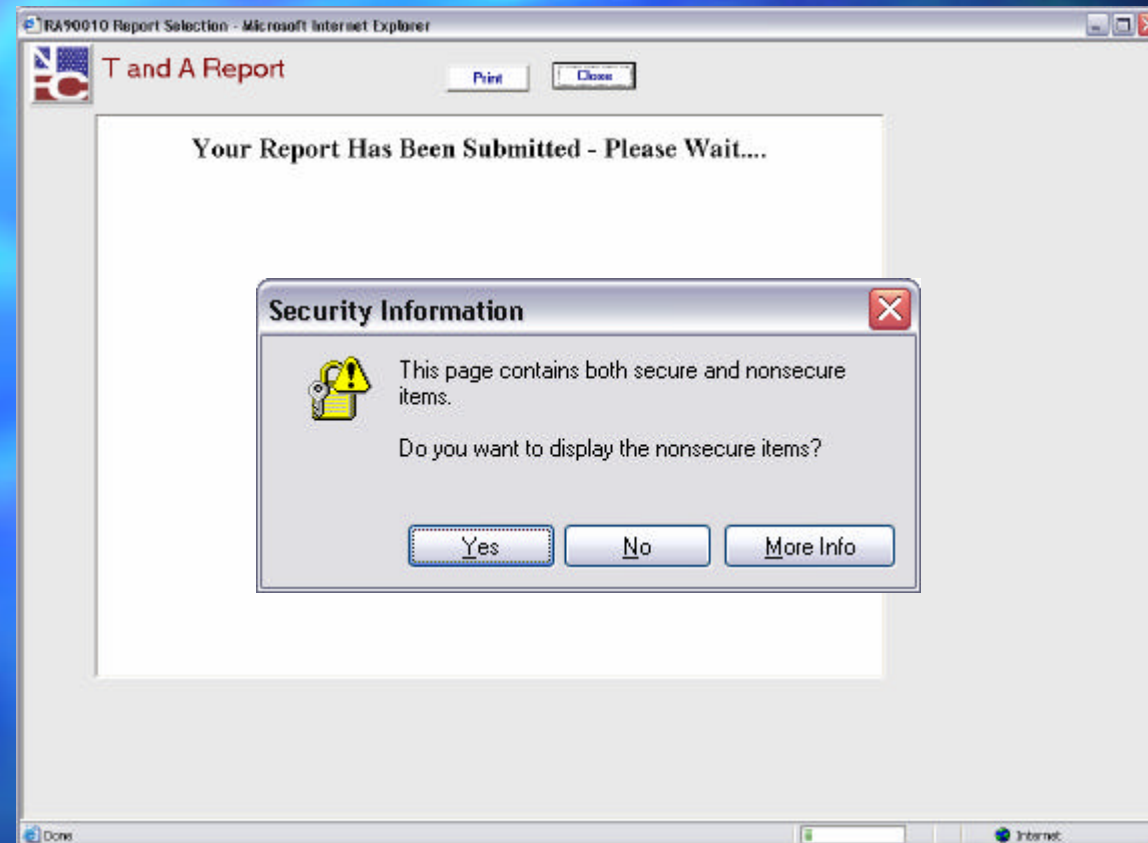 RA90010 Report Selection - Microsoft Internet Explorer
T and A Report
Print
Close
Your Report Has Been Submitted - Please Wait....
Security Information
This page contains both secure and nonsecure
items.
Do you want to display the nonsecure items?
Yes
No
More Info
Done
Internet